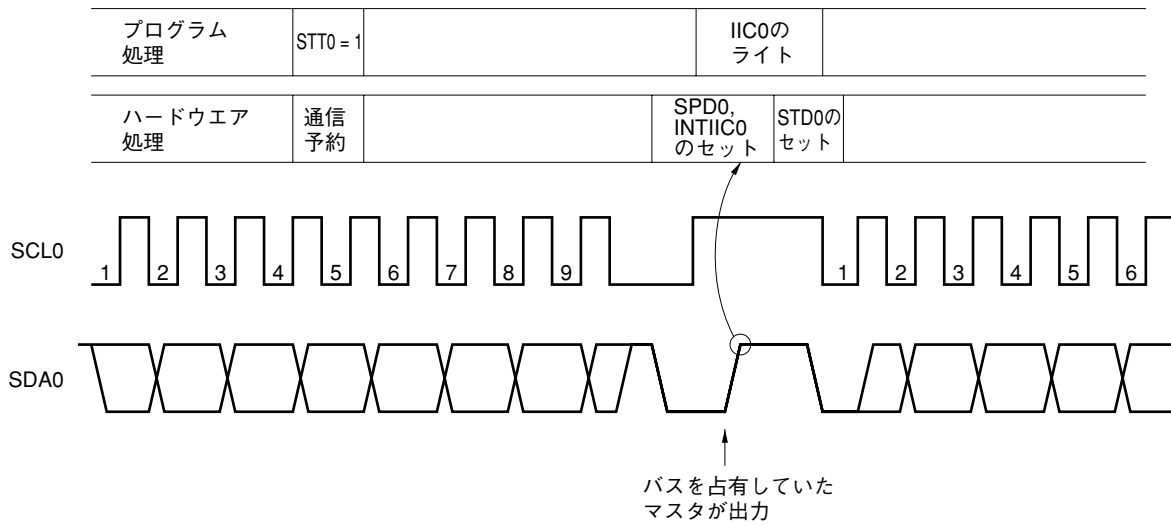 プログラム
処理
STT0 = 1
IIC0の
ライト
ハードウエア
処理
通信
予約
SPD0,
INTIIC0
のセット
STD0の
セット
SCL0
1 2 3 4 5 6 7 8 9 1 2 3 4 5 6
SDA0
バスを占有していた
マスタが出力